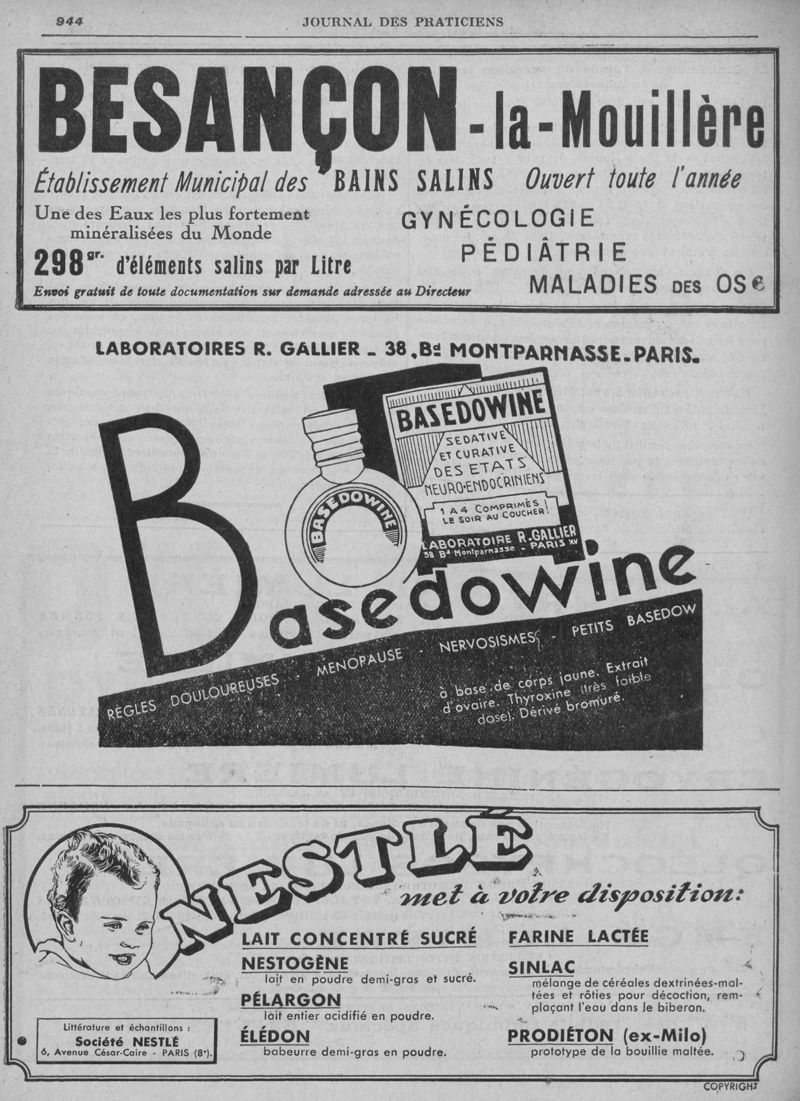 944
JOURNAL DES PRATICIENS
BESANÇON-la-Mouillère
Établissement Municipal des BAINS SALINS Ouvert toute l'année
Une des Eaux les plus fortement
minéralisées du Monde
298gr. d'éléments salins par Litre
Envoi gratuit de toute documentation sur demande adressée au Directeur
GYNÉCOLOGIE
PÉDIÂTRIE
MALADIES DES OS
LABORATOIRES R. GALLIER - 38, Bd MONTPARNASSE - PARIS.
BASEDOWINE
SEDATIVE
ET CURATIVE
DES ETATS
NEURO-ENDOCRINIENS
1 A 4 COMPRIMÉS
LE SOIR AU COUCHER!
LABORATOIRE R. GALLIER
38 Bd Montparnasse - PARIS XV
BASEDOWINE
Basedowine
RÈGLES DOULOUREUSES - MENOPAUSE - NERVOSISMES - PETITS BASEDOW
à base de corps jaune. Extrait
d'ovaire. Thyroxine (très faible
dose). Dérivé bromuré.
NESTLÉ
met à votre disposition:
LAIT CONCENTRÉ SUCRÉ
NESTOGÈNE
lait en poudre demi-gras et sucré.
PÉLARGON
lait entier acidifié en poudre.
ÉLÉDON
babeurre demi-gras en poudre.
FARINE LACTÉE
SINLAC
mélange de céréales dextrinées-mal-
tées et rôties pour décoction, rem-
plaçant l'eau dans le biberon.
PRODIÉTON (ex-Milo)
prototype de la bouillie maltée.
Littérature et échantillons :
Société NESTLÉ
6, Avenue César-Caire - PARIS (8e).
COPYRIGHT